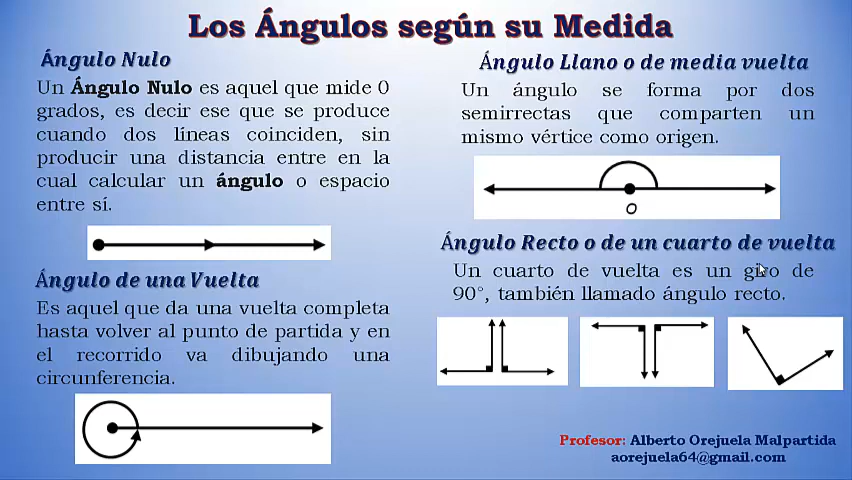 Los Ángulos según su Medida
Ángulo Nulo
Un Ángulo Nulo es aquel que mide 0
grados, es decir ese que se produce
cuando dos líneas coinciden, sin
producir una distancia entre en la
cual calcular un ángulo o espacio
entre sí.
Ángulo de una Vuelta
Es aquel que da una vuelta completa
hasta volver al punto de partida y en
el recorrido va dibujando una
circunferencia.
Ángulo Llano o de media vuelta
Un ángulo se forma por dos
semirrectas que comparten un
mismo vértice como origen.
O
Ángulo Recto o de un cuarto de vuelta
Un cuarto de vuelta es un giro de
90°, también llamado ángulo recto.
Profesor: Alberto Orejuela Malpartida
aorejuela64@gmail.com